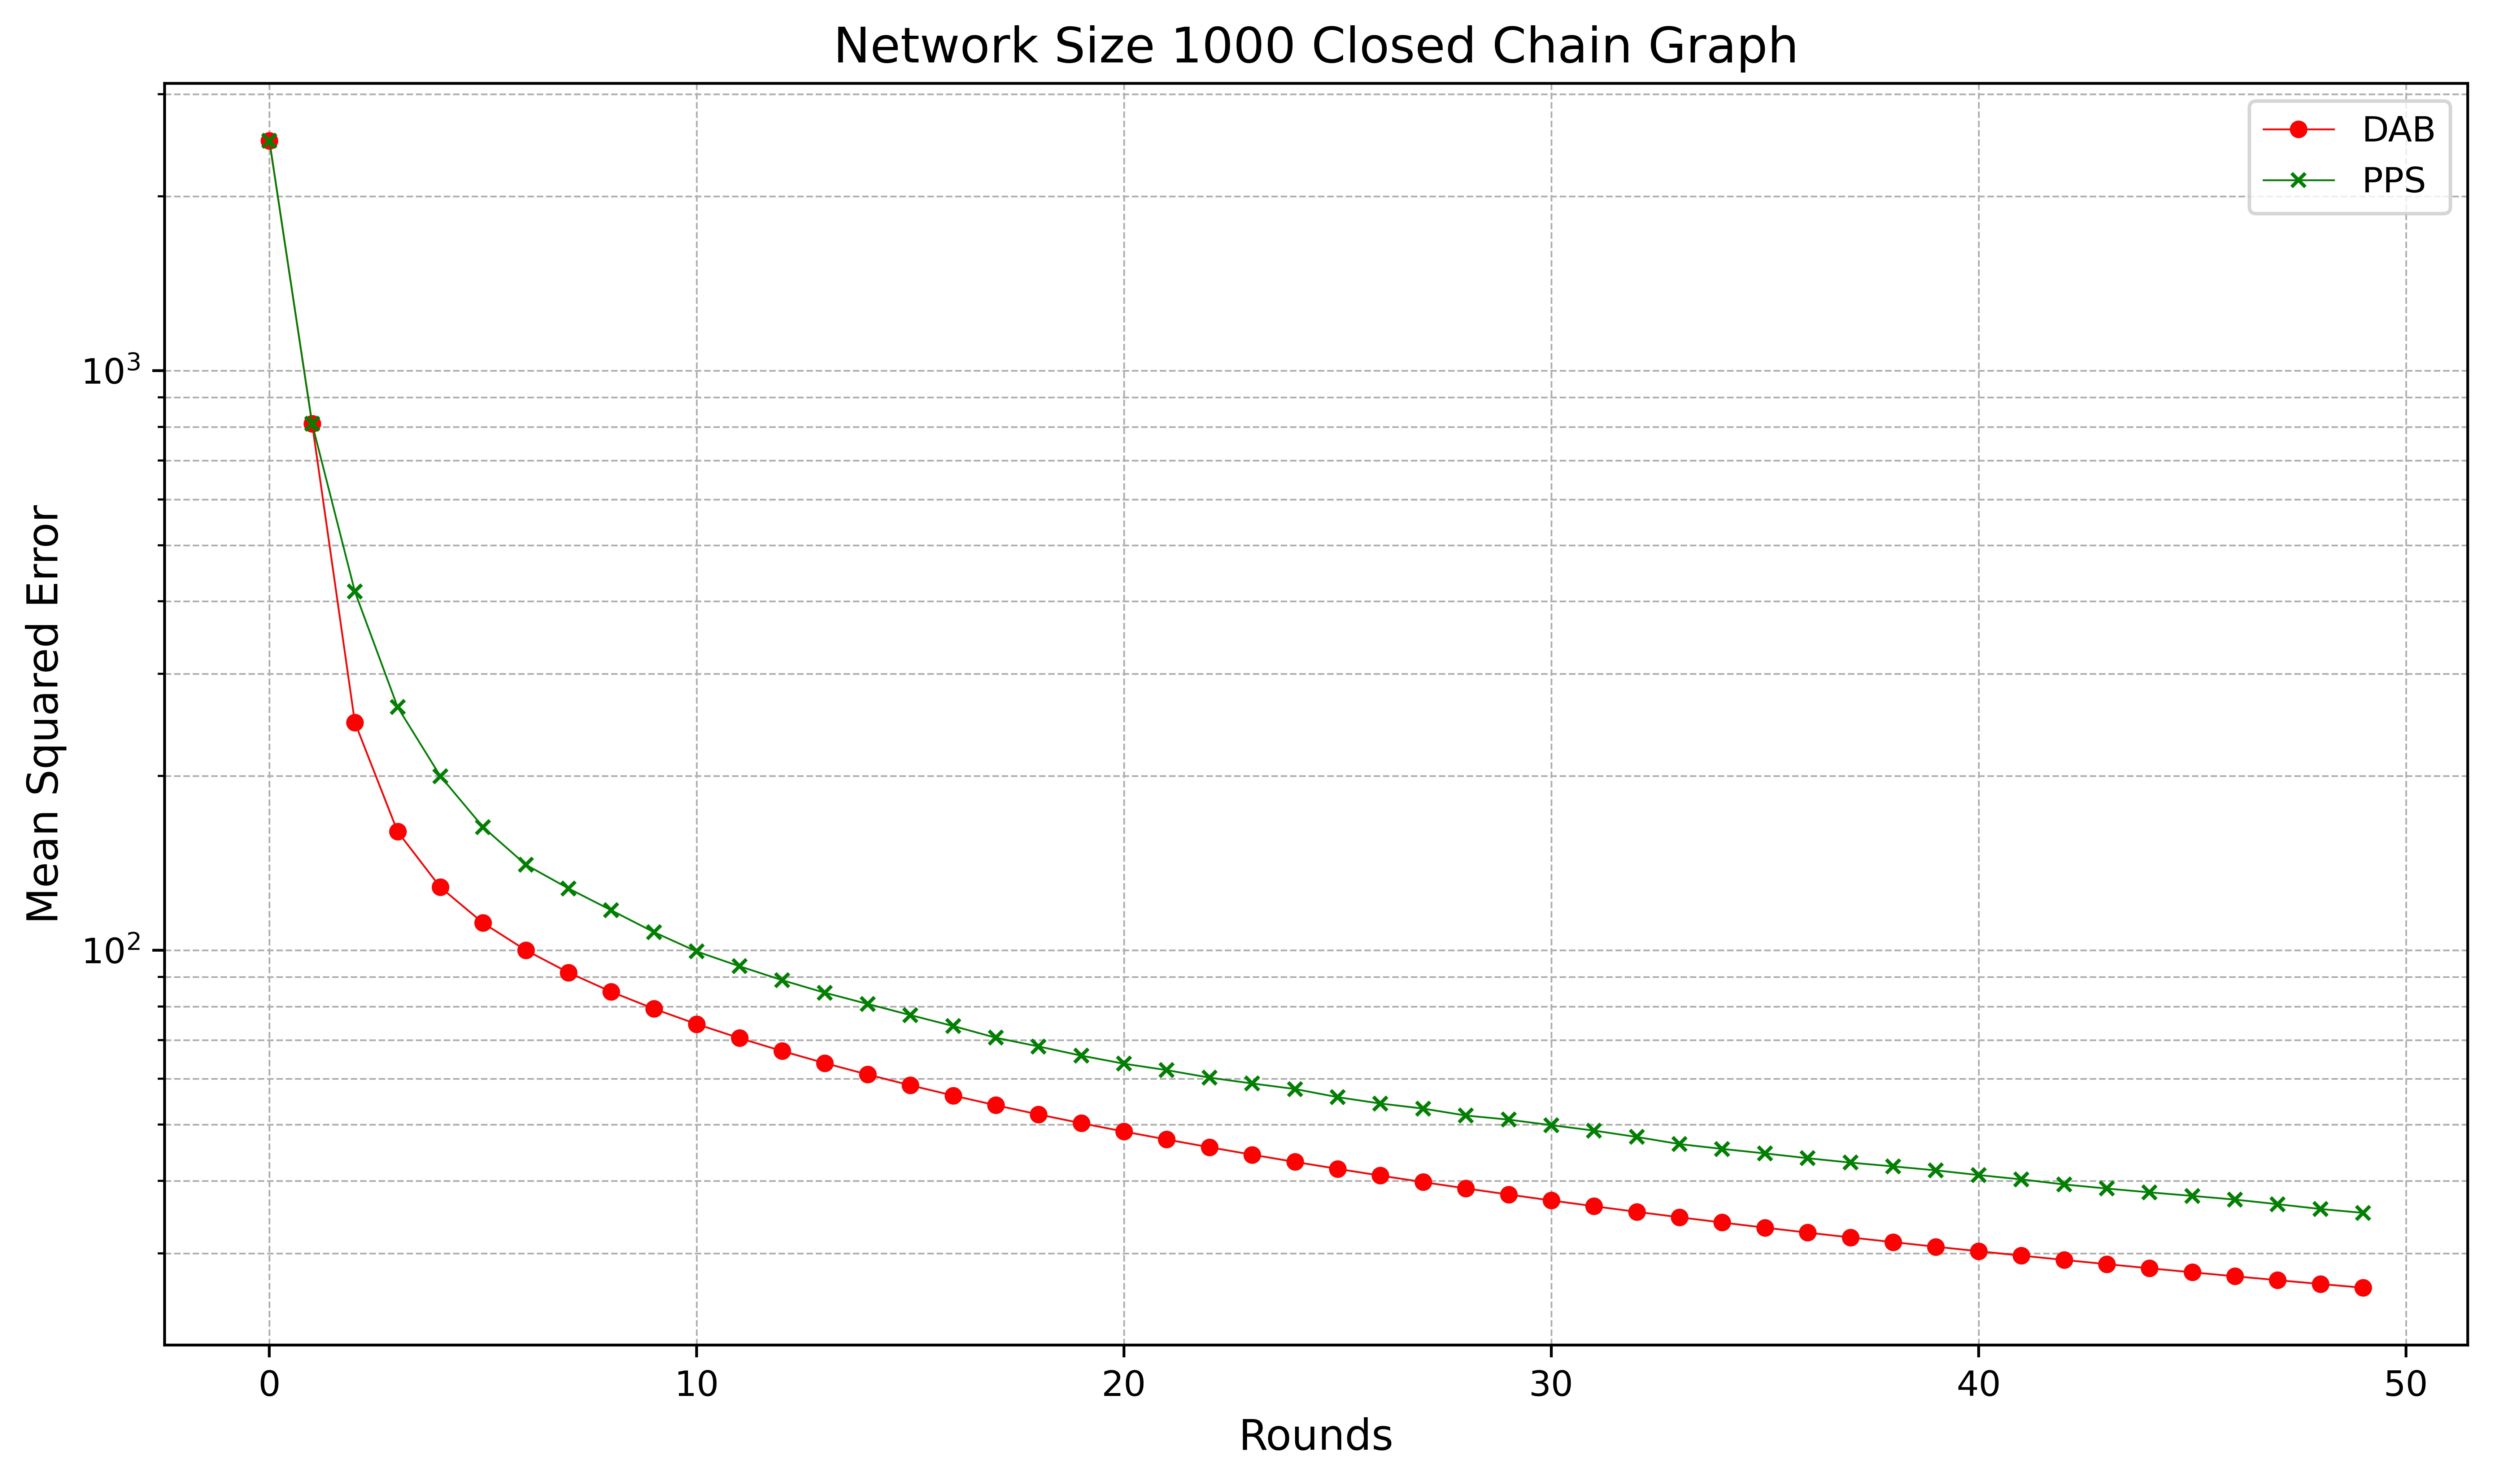 Network Size 1000 Closed Chain Graph
DAB
PPS
Mean Squared Error
10³
10²
0 10 20 30 40 50
Rounds